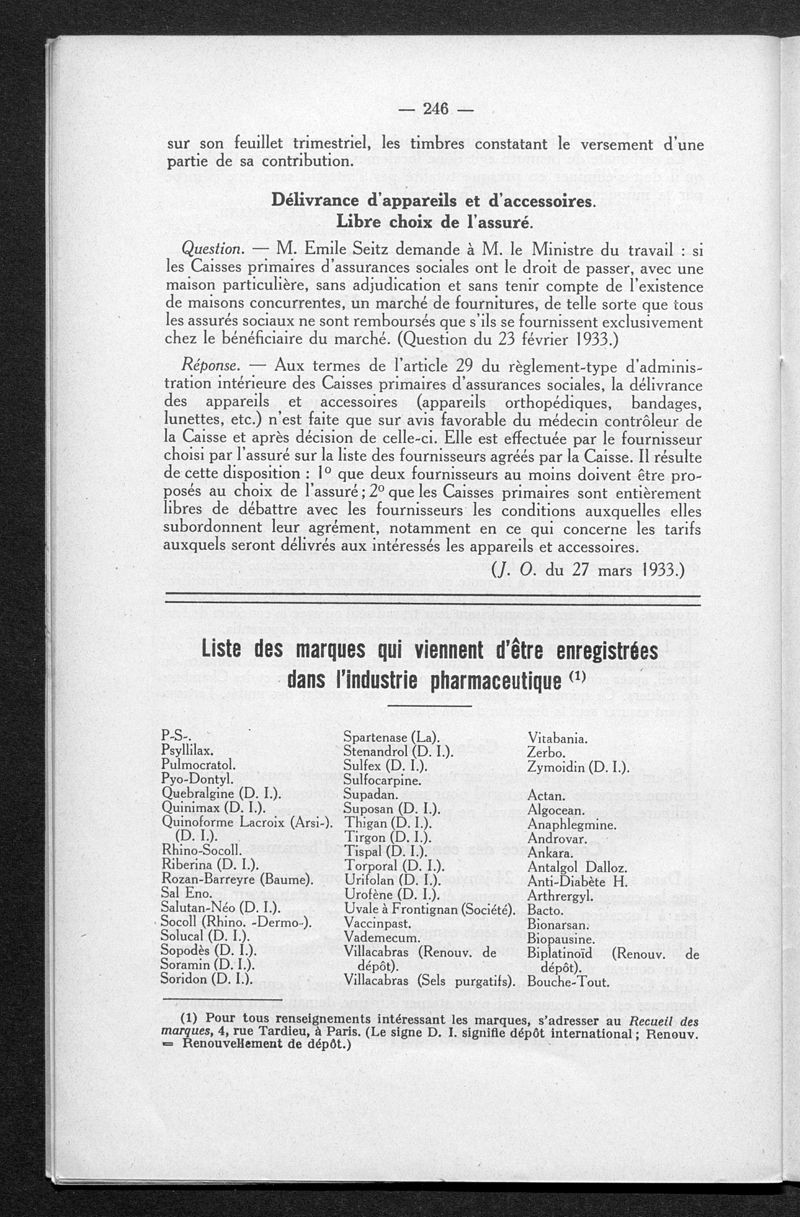 — 246 —
sur son feuillet trimestriel, les timbres constatant le versement d'une
partie de sa contribution.
Délivrance d'appareils et d'accessoires.
Libre choix de l'assuré.
Question. — M. Emile Seitz demande à M. le Ministre du travail : si
les Caisses primaires d'assurances sociales ont le droit de passer, avec une
maison particulière, sans adjudication et sans tenir compte de l'existence
de maisons concurrentes, un marché de fournitures, de telle sorte que tous
les assurés sociaux ne sont remboursés que s'ils se fournissent exclusivement
chez le bénéficiaire du marché. (Question du 23 février 1933.)
Réponse. — Aux termes de l'article 29 du règlement-type d'adminis-
tration intérieure des Caisses primaires d'assurances sociales, la délivrance
des appareils et accessoires (appareils orthopédiques, bandages,
lunettes, etc.) n'est faite que sur avis favorable du médecin contrôleur de
la Caisse et après décision de celle-ci. Elle est effectuée par le fournisseur
choisi par l'assuré sur la liste des fournisseurs agréés par la Caisse. Il résulte
de cette disposition : 1º que deux fournisseurs au moins doivent être pro-
posés au choix de l'assuré ; 2º que les Caisses primaires sont entièrement
libres de débattre avec les fournisseurs les conditions auxquelles elles
subordonnent leur agrément, notamment en ce qui concerne les tarifs
auxquels seront délivrés aux intéressés les appareils et accessoires.
(J. O. du 27 mars 1933.)
Liste des marques qui viennent d'être enregistrées
dans l'industrie pharmaceutique (1)
P-S-.
Psyllilax.
Pulmocratol.
Pyo-Dontyl.
Quebralgine (D. I.).
Quinimax (D. I.).
Quinoforme Lacroix (Arsi-).
(D. I.).
Rhino-Socoll.
Riberina (D. I.).
Rozan-Barreyre (Baume).
Sal Eno.
Salutan-Néo (D. I.).
Socoll (Rhino. -Dermo-).
Solucal (D. I.).
Sopodès (D. I.).
Soramin (D. I.).
Soridon (D. I.).
Spartenase (La).
Stenandrol (D. I.).
Sulfex (D. I.).
Sulfocarpine.
Supadan.
Suposan (D. I.).
Thigan (D. I.).
Tirgon (D. I.).
Tispal (D. I.).
Torporal (D. I.).
Urifolan (D. I.).
Urofène (D. I.).
Uvale à Frontignan (Société).
Vaccinpast.
Vademecum.
Villacabras (Renouv. de
dépôt).
Villacabras (Sels purgatifs).
Vitabania.
Zerbo.
Zymoidin (D. I.).
Actan.
Algocean.
Anaphlegmine.
Androvar.
Ankara.
Antalgol Dalloz.
Anti-Diabète H.
Arthrergyl.
Bacto.
Bionarsan.
Biopausine.
Biplatinoïd (Renouv. de
dépôt).
Bouche-Tout.
(1) Pour tous renseignements intéressant les marques, s'adresser au Recueil des
marques, 4, rue Tardieu, à Paris. (Le signe D. I. signifie dépôt international ; Renouv.
= Renouvellement de dépôt.)